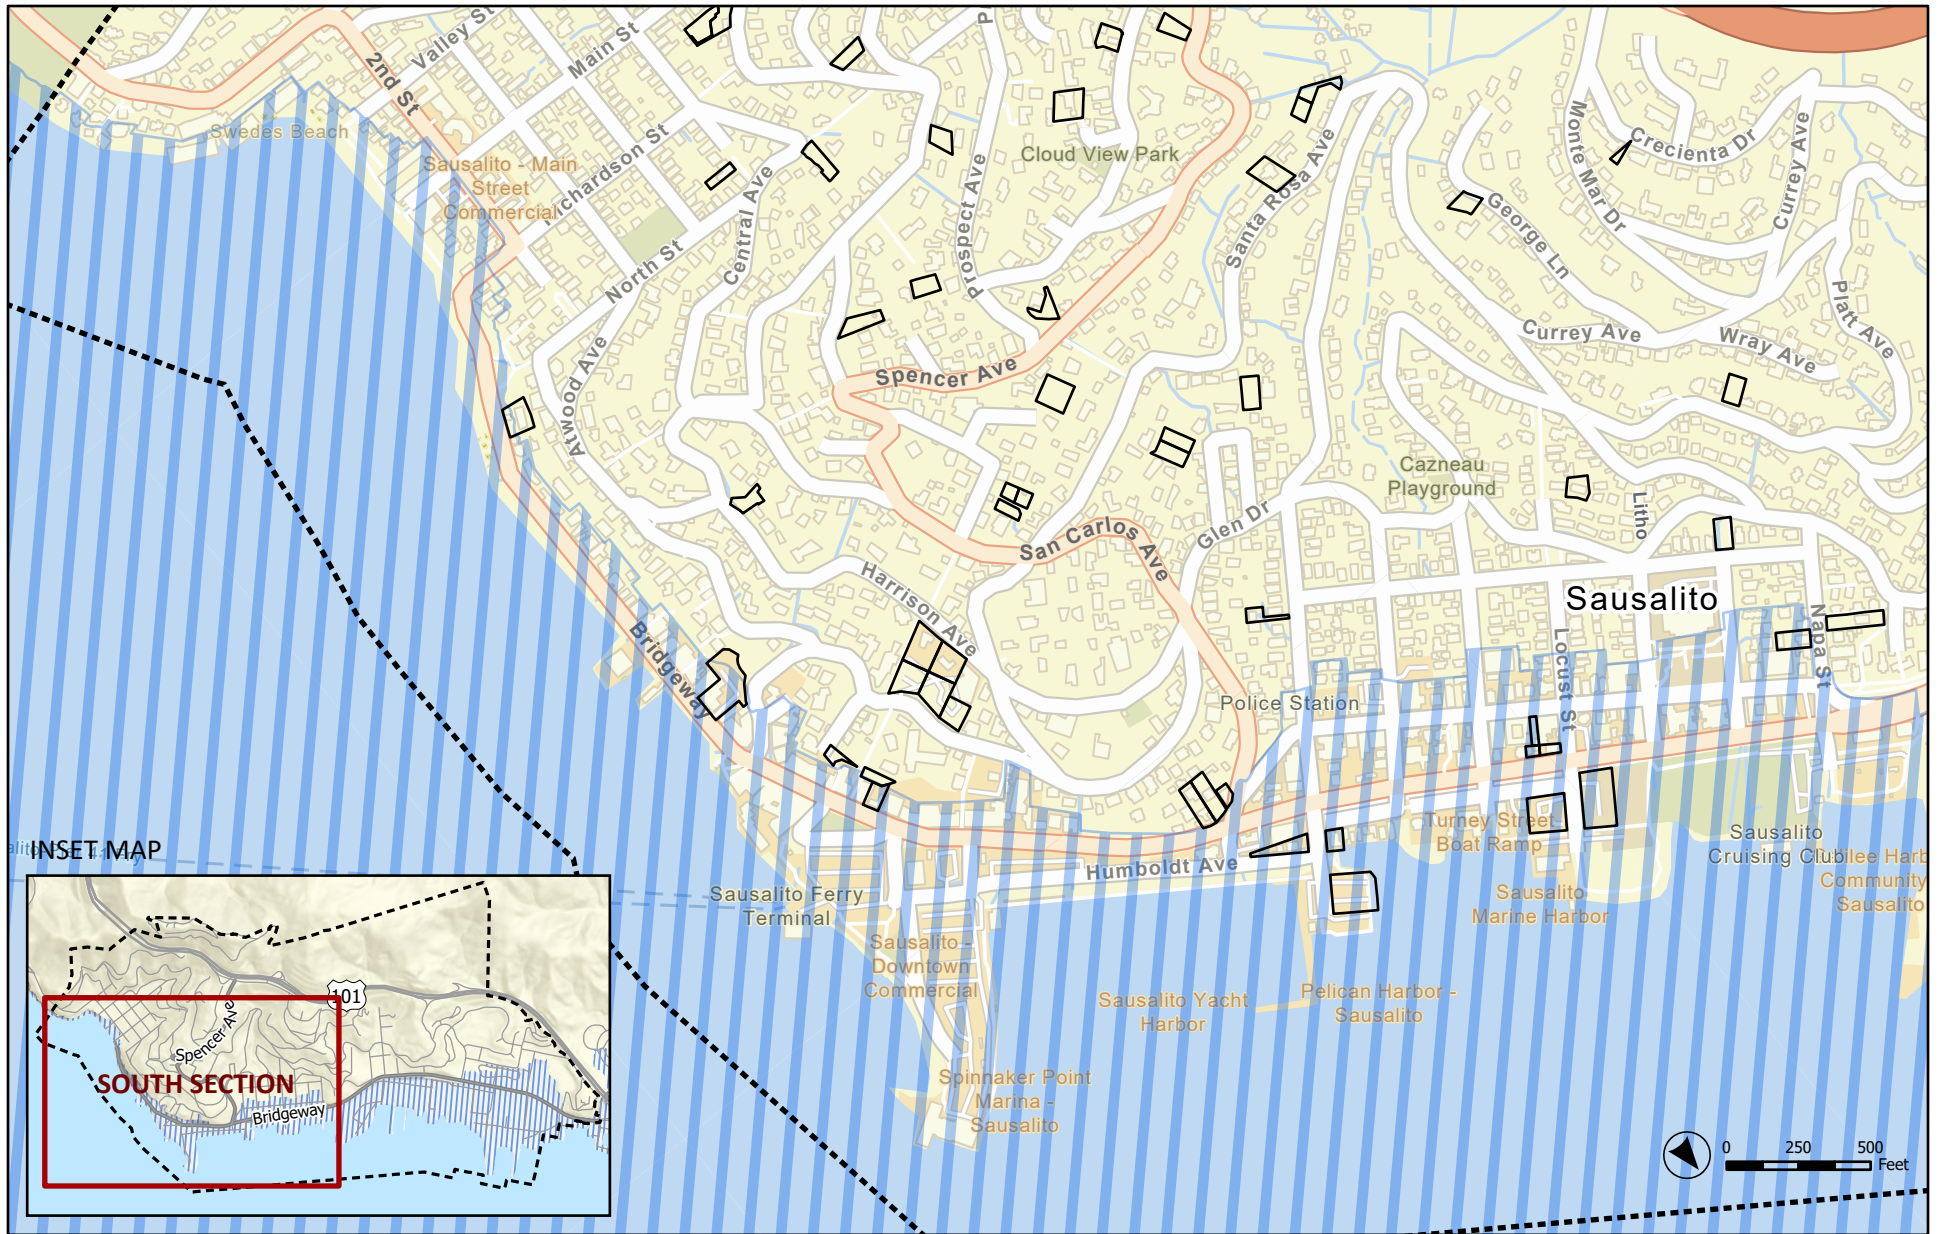 Valley St
Main St
2nd St
Swedes Beach
Sausalito - Main
Street
Commercial
Richardson St
North St
Central Ave
Atwood Ave
P
Prospect Ave
Cloud View Park
Spencer Ave
Santa Rosa Ave
Monte Mar Dr
Crecienta Dr
Currey Ave
George Ln
Currey Ave
Wray Ave
Platt Ave
Cazneau
Playground
Litho
Glen Dr
San Carlos Ave
Harrison Ave
Bridgeway
Sausalito
Napa St
Locust St
Police Station
Humboldt Ave
Turney Street
Boat Ramp
Sausalito
Cruising Club
Sausalito
Marine Harbor
Community
Sausalito
Sausalito Ferry
Terminal
Sausalito -
Downtown
Commercial
Sausalito Yacht
Harbor
Pelican Harbor -
Sausalito
Spinnaker Point
Marina -
Sausalito
INSET MAP
101
Spencer Ave
SOUTH SECTION
Bridgeway
0 250 500
Feet